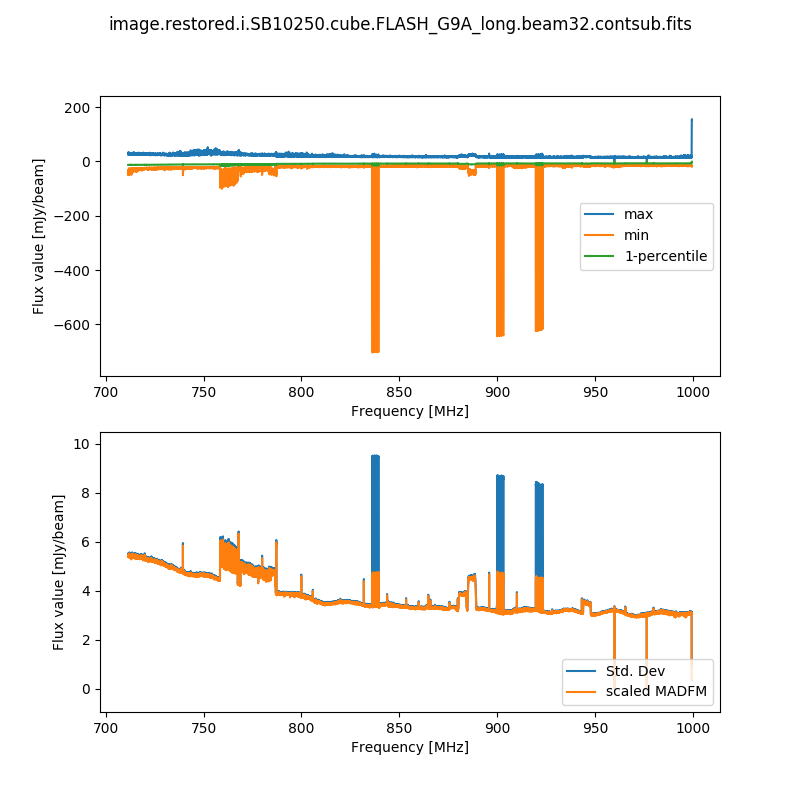 image.restored.i.SB10250.cube.FLASH_G9A_long.beam32.contsub.fits
200
0
−200
−400
−600
Flux value [mJy/beam]
max
min
1-percentile
700 750 800 850 900 950 1000
Frequency [MHz]
10
8
6
4
2
0
Flux value [mJy/beam]
Std. Dev
scaled MADFM
700 750 800 850 900 950 1000
Frequency [MHz]